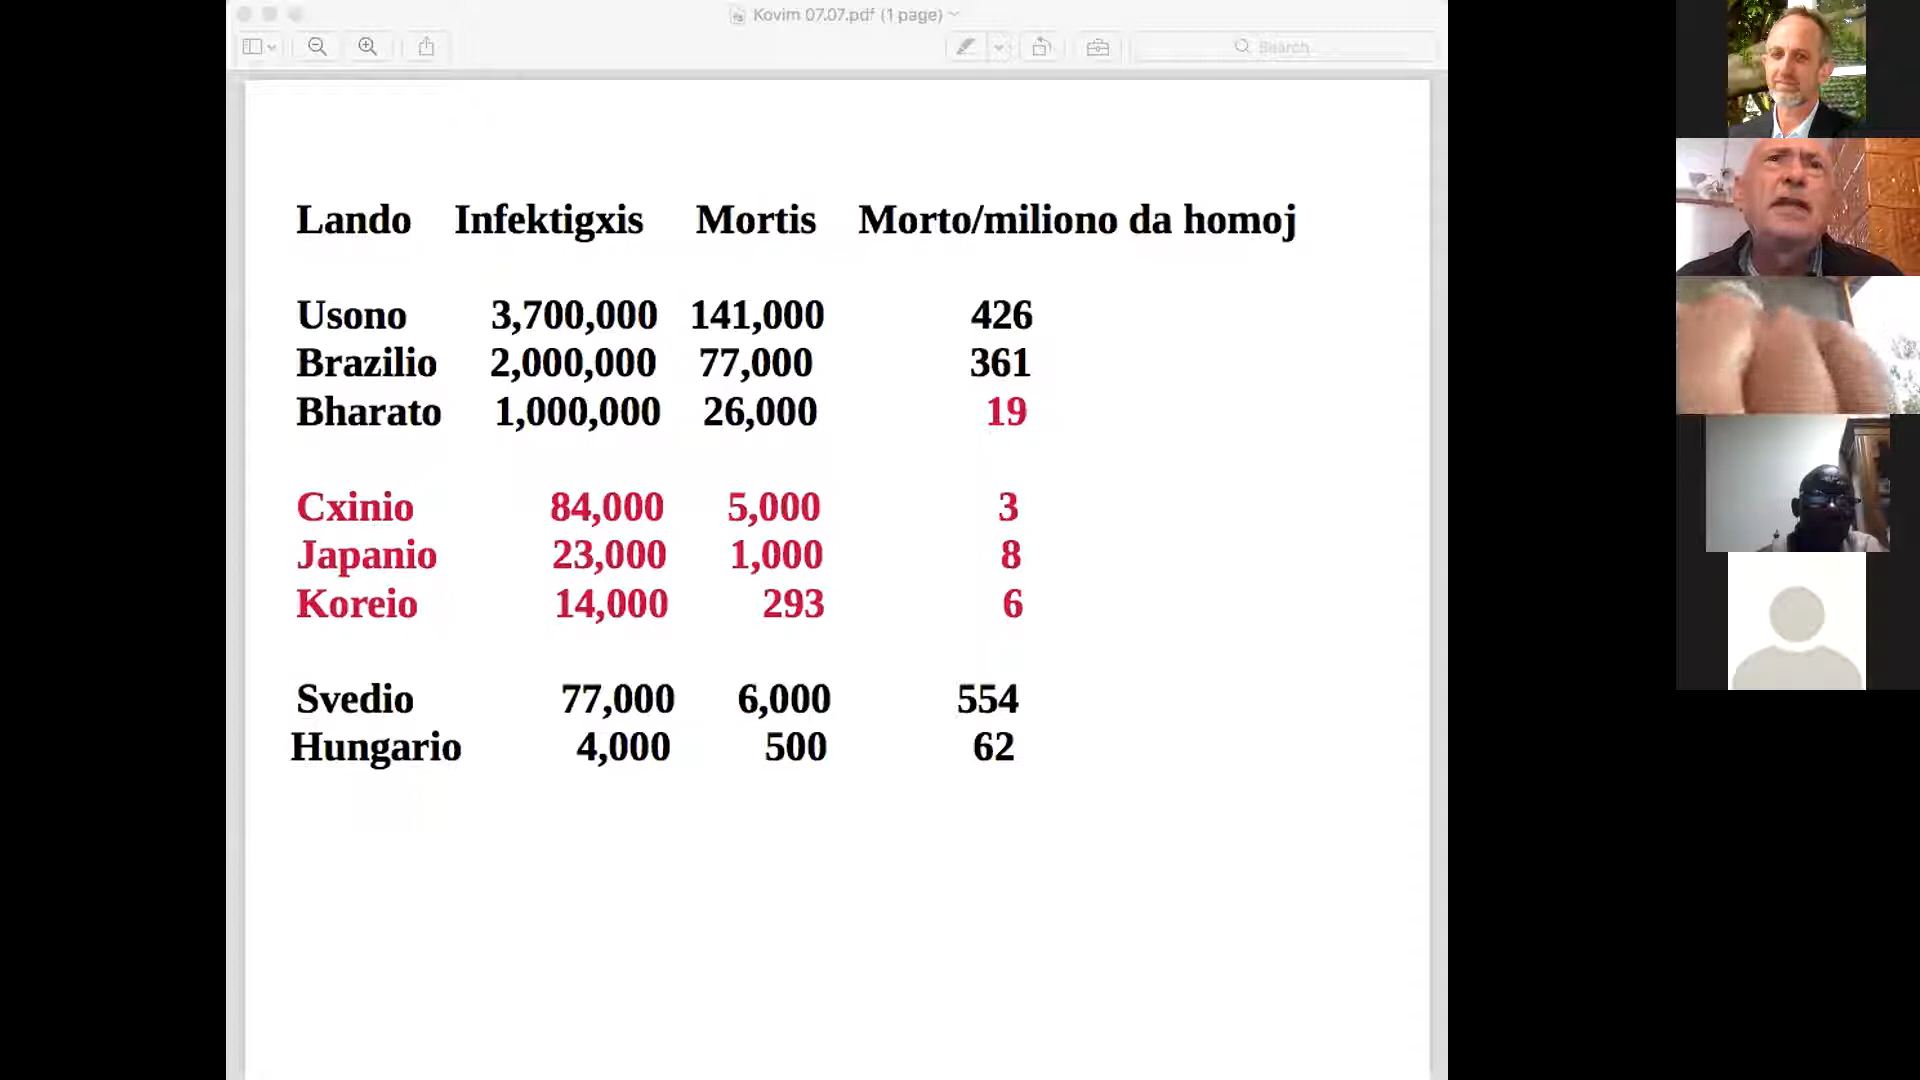 Kovim 07.07.pdf (1 page)
Search
Lando Infektigxis Mortis Morto/miliono da homoj
Usono 3,700,000 141,000 426
Brazilio 2,000,000 77,000 361
Bharato 1,000,000 26,000 19
Cxinio 84,000 5,000 3
Japanio 23,000 1,000 8
Koreio 14,000 293 6
Svedio 77,000 6,000 554
Hungario 4,000 500 62